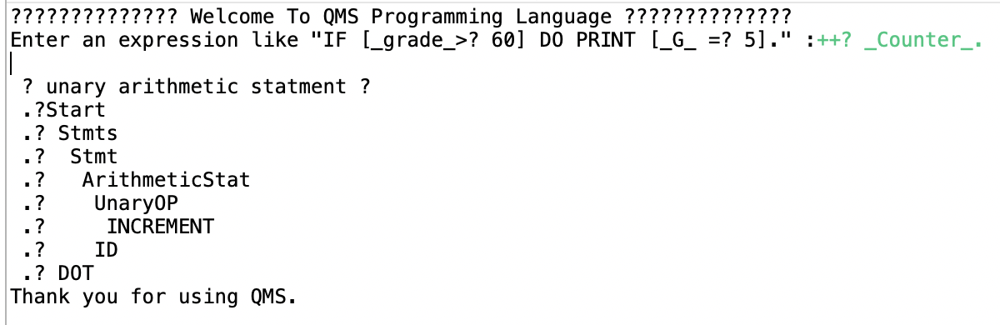 ?????????????? Welcome To QMS Programming Language ??????????????
Enter an expression like "IF [_grade_>? 60] DO PRINT [_G_ =? 5]." :++? _Counter_.
? unary arithmetic statment ?
.?Start
.? Stmts
.?  Stmt
.?   ArithmeticStat
.?    UnaryOP
.?     INCREMENT
.?    ID
.? DOT
Thank you for using QMS.